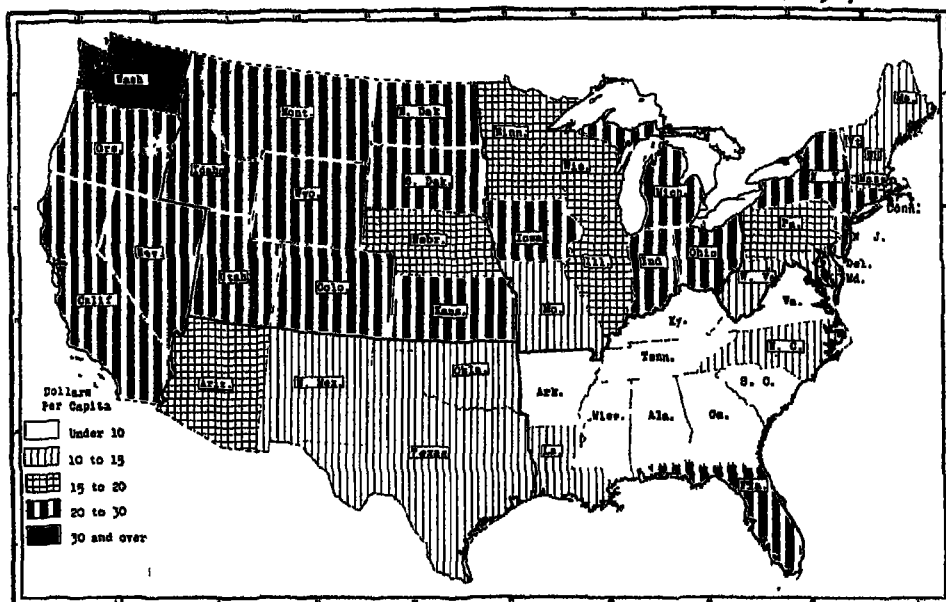 Wash
Mont.
N. Dak
Minn.
Me.
Ore.
Idaho
S. Dak.
Wis.
Vt
Wyo.
Mich.
N. Y.
Mass.
Conn.
Nev.
Nebr.
Iowa
Pa.
N J.
Utah
Ill
Ind
Ohio
Del.
Md.
Calif
Colo.
Kans.
Mo.
W. Va.
Va.
Ky.
N. C.
Tenn.
Ariz.
N. Mex.
Okla.
Ark.
S. C.
Miss.
Ala.
Ga.
Texas
La.
Fla.
Dollars
Per Capita
Under 10
10 to 15
15 to 20
20 to 30
30 and over